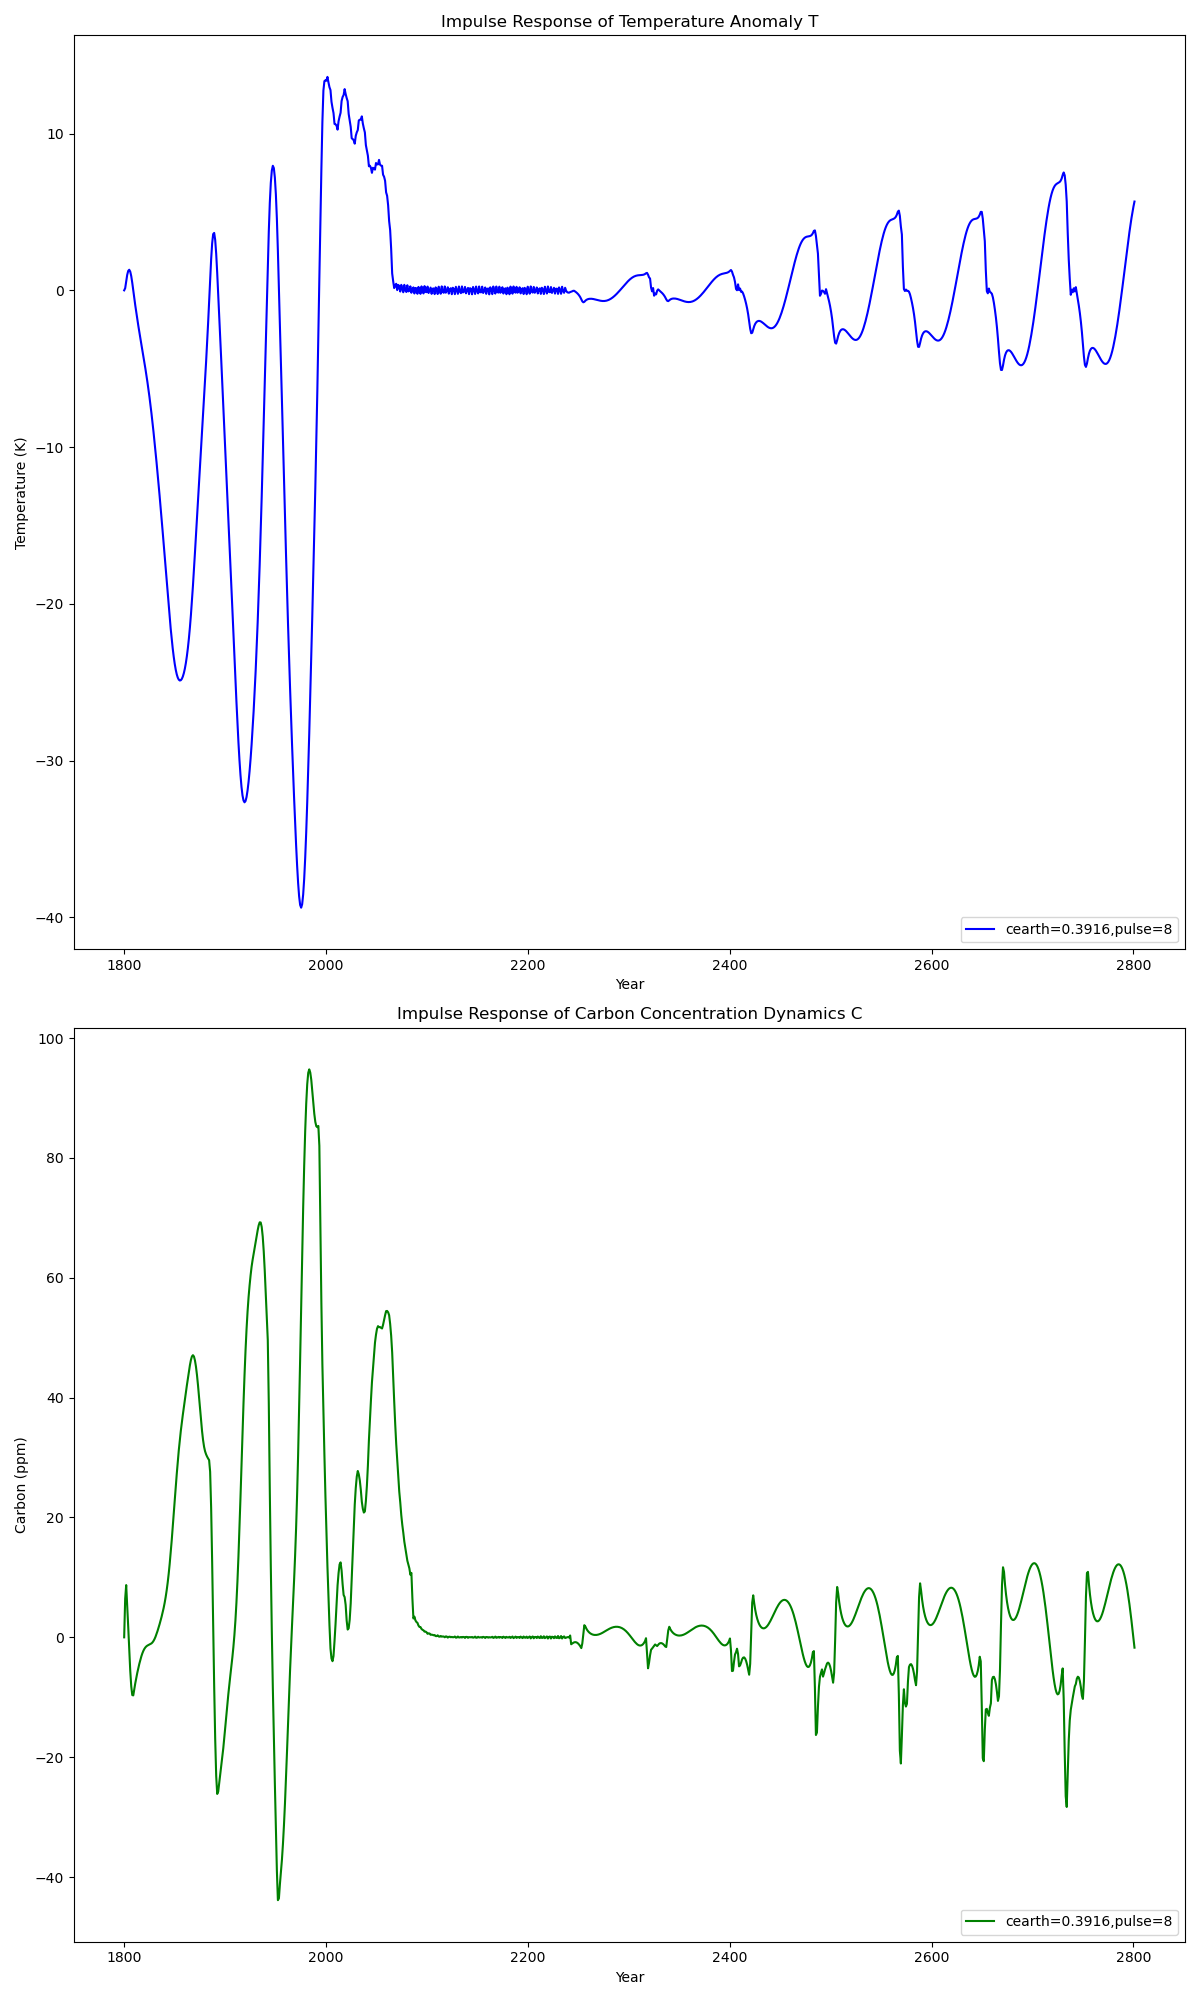 Impulse Response of Temperature Anomaly T
10
0
−10
−20
−30
−40
Temperature (K)
cearth=0.3916,pulse=8
1800 2000 2200 2400 2600 2800
Year
Impulse Response of Carbon Concentration Dynamics C
100
80
60
40
20
0
−20
−40
Carbon (ppm)
cearth=0.3916,pulse=8
1800 2000 2200 2400 2600 2800
Year